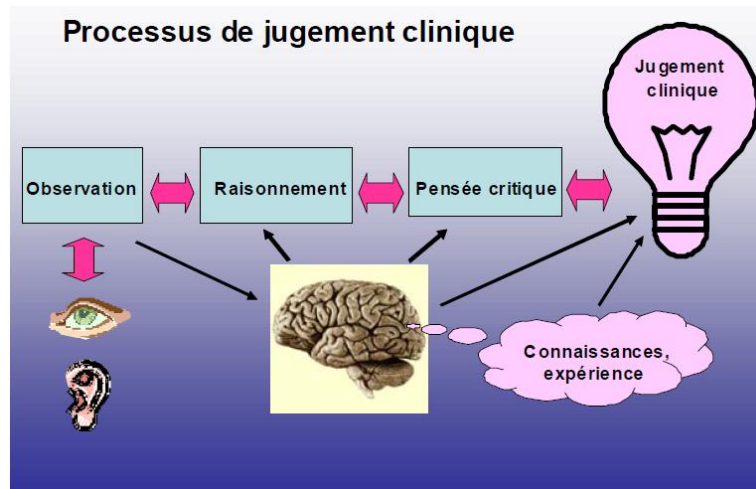 Processus de jugement clinique
Jugement
clinique
Observation
Raisonnement
Pensée critique
Connaissances,
expérience